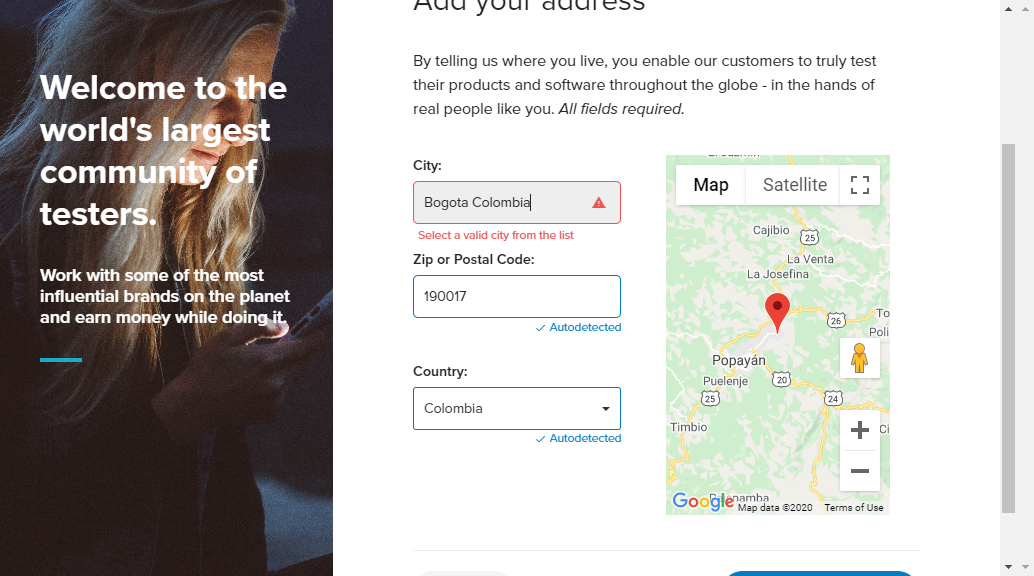 Welcome to the
world's largest
community of
testers.
Work with some of the most
influential brands on the planet
and earn money while doing it.
Add your address
By telling us where you live, you enable our customers to truly test
their products and software throughout the globe - in the hands of
real people like you. All fields required.
City:
Bogota Colombia
Select a valid city from the list
Zip or Postal Code:
190017
Autodetected
Country:
Colombia
Autodetected
Map
Satellite
Cajibio
25
La Venta
La Josefina
26
Popayán
Puelenje
20
25
24
Timbio
Google
Map data ©2020
Terms of Use